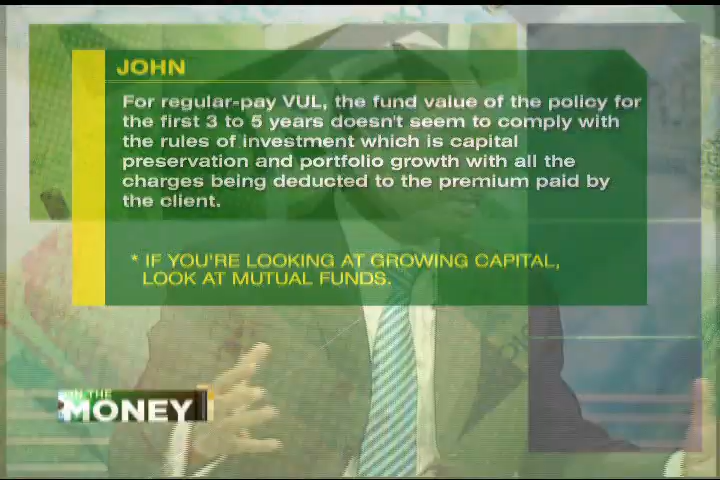 JOHN
For regular-pay VUL, the fund value of the policy for
the first 3 to 5 years doesn't seem to comply with
the rules of investment which is capital
preservation and portfolio growth with all the
charges being deducted to the premium paid by
the client.
* IF YOU'RE LOOKING AT GROWING CAPITAL,
LOOK AT MUTUAL FUNDS.
ON THE
MONEY